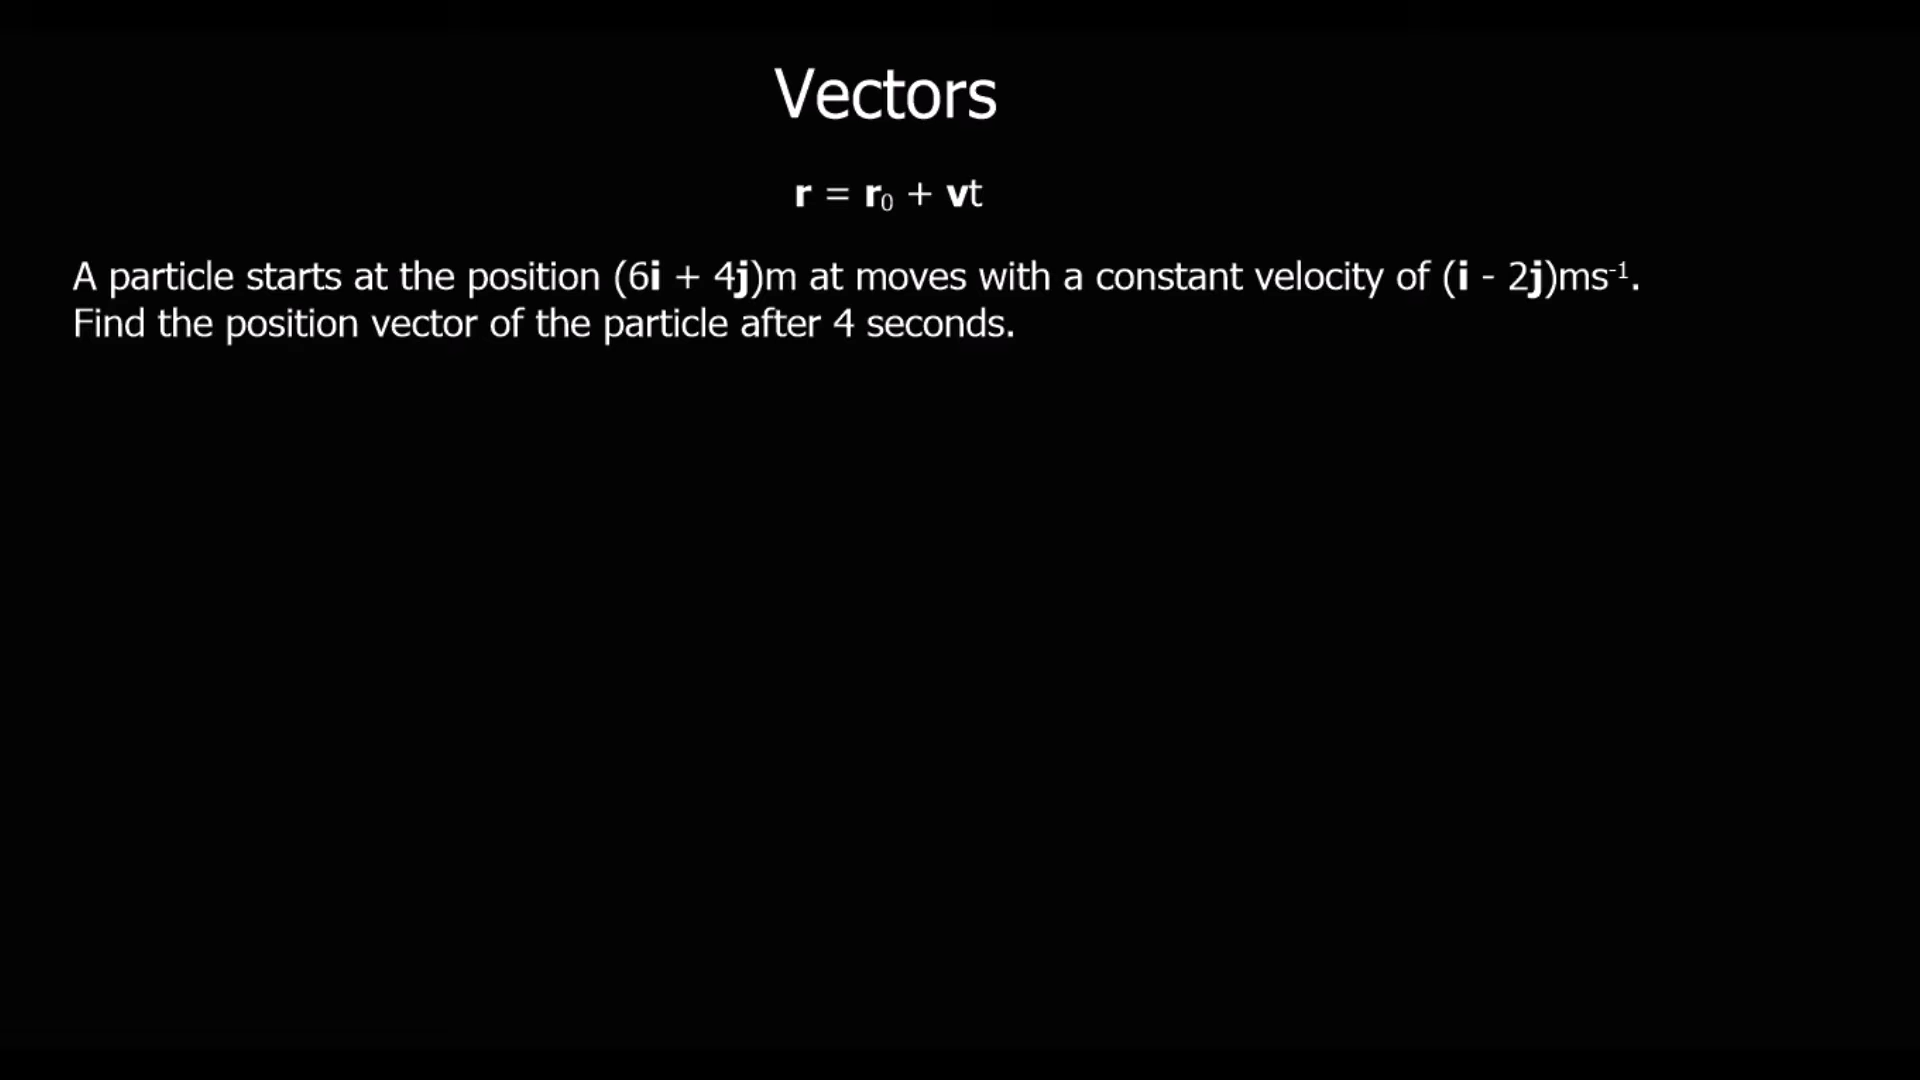 Vectors
r = r₀ + vt
A particle starts at the position (6i + 4j)m at moves with a constant velocity of (i - 2j)ms⁻¹.
Find the position vector of the particle after 4 seconds.